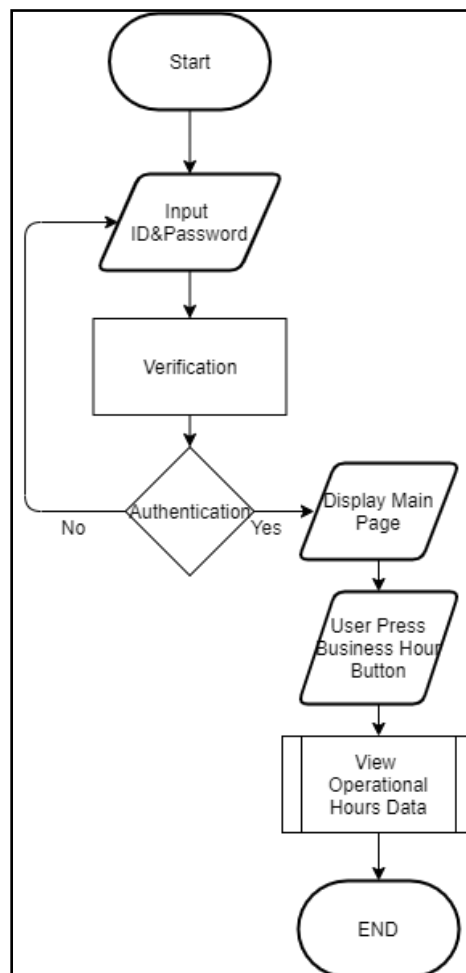 Start
Input
ID&Password
Verification
Authentication
No
Yes
Display Main
Page
User Press
Business Hour
Button
View
Operational
Hours Data
END